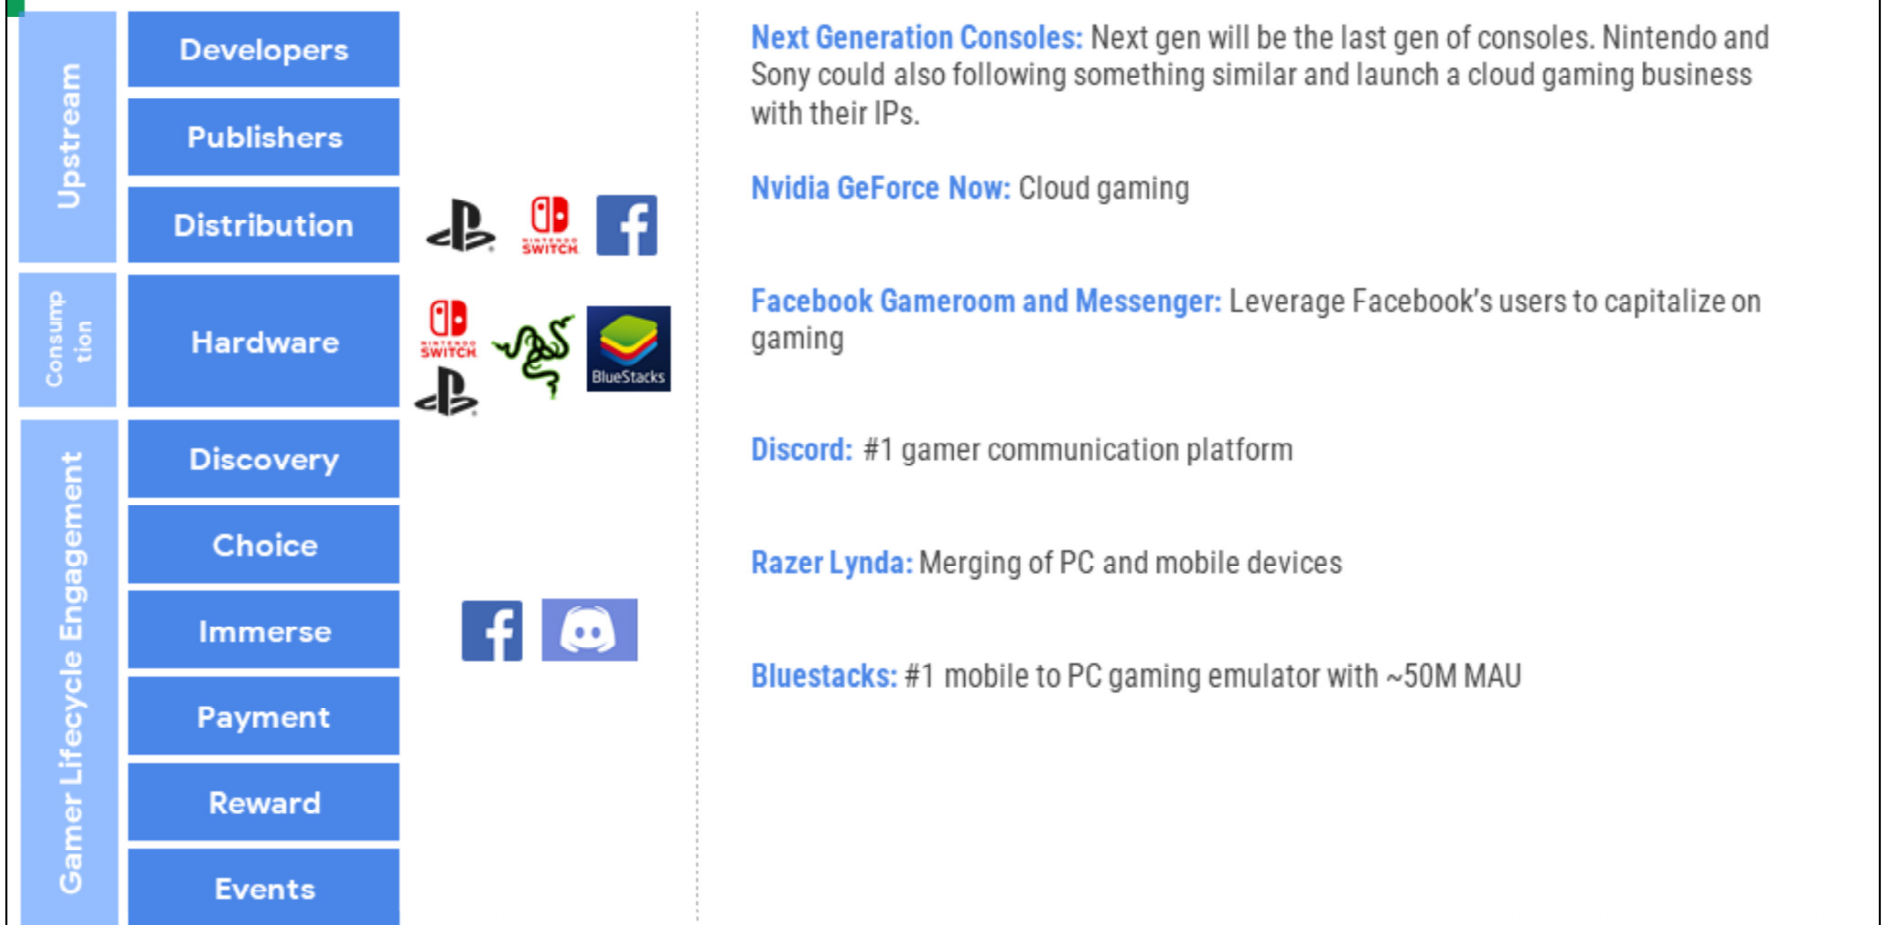 Upstream
Developers
Publishers
Distribution
NINTENDO
SWITCH
Consump
tion
Hardware
NINTENDO
SWITCH
BlueStacks
Gamer Lifecycle Engagement
Discovery
Choice
Immerse
Payment
Reward
Events
Next Generation Consoles: Next gen will be the last gen of consoles. Nintendo and
Sony could also following something similar and launch a cloud gaming business
with their IPs.
Nvidia GeForce Now: Cloud gaming
Facebook Gameroom and Messenger: Leverage Facebook's users to capitalize on
gaming
Discord: #1 gamer communication platform
Razer Lynda: Merging of PC and mobile devices
Bluestacks: #1 mobile to PC gaming emulator with ~50M MAU